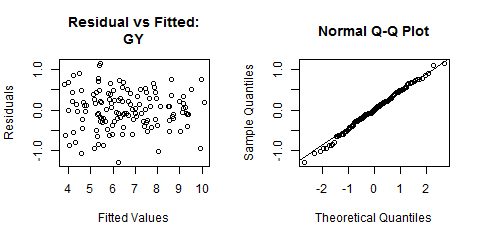 Residual vs Fitted:
GY
Residuals
1.0
0.0
-1.0
4 5 6 7 8 9 10
Fitted Values
Normal Q-Q Plot
Sample Quantiles
1.0
0.0
-1.0
-2 -1 0 1 2
Theoretical Quantiles